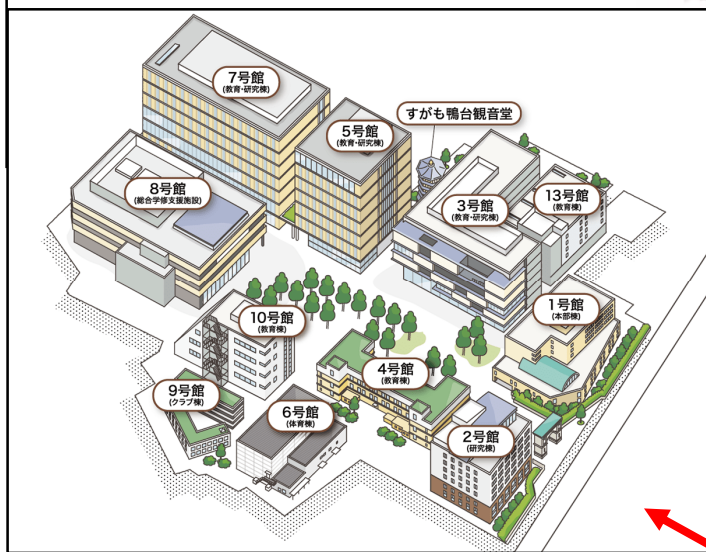 7号館
(教育・研究棟)
5号館
(教育・研究棟)
すがも鴨台観音堂
8号館
(総合学修支援施設)
3号館
(教育・研究棟)
13号館
(教育棟)
1号館
(本部棟)
10号館
(教育棟)
4号館
(教育棟)
9号館
(クラブ棟)
6号館
(体育棟)
2号館
(研究棟)